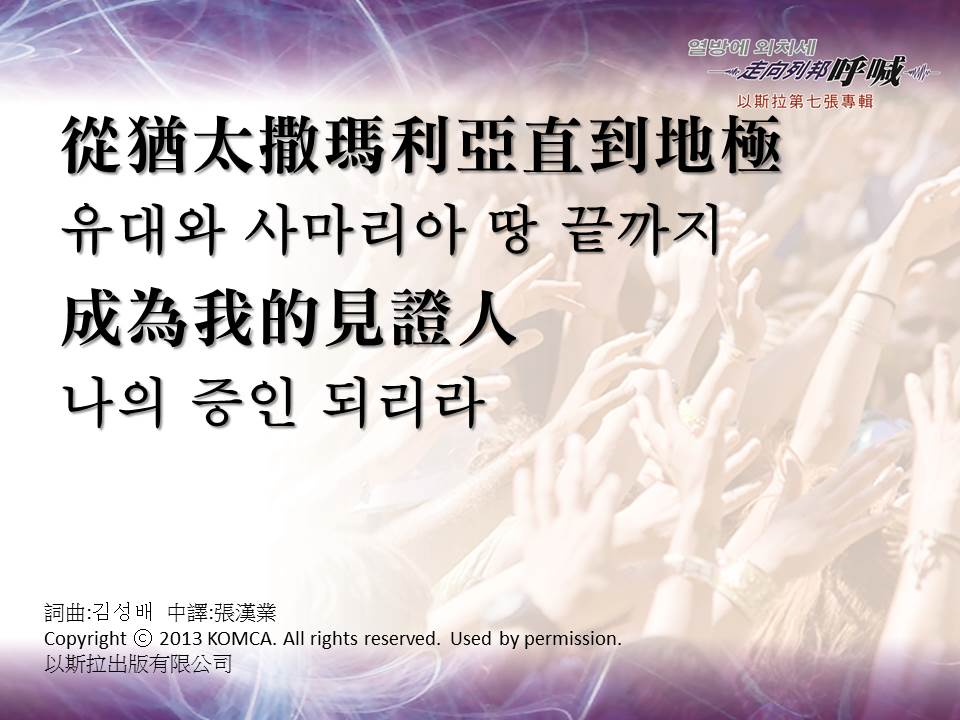 열방에 외치세
走向列邦呼喊
以斯拉第七張專輯
從猶太撒瑪利亞直到地極
유대와 사마리아 땅 끝까지
成為我的見證人
나의 증인 되리라
詞曲:김성배 中譯:張漢業
Copyright ⓒ 2013 KOMCA. All rights reserved. Used by permission.
以斯拉出版有限公司